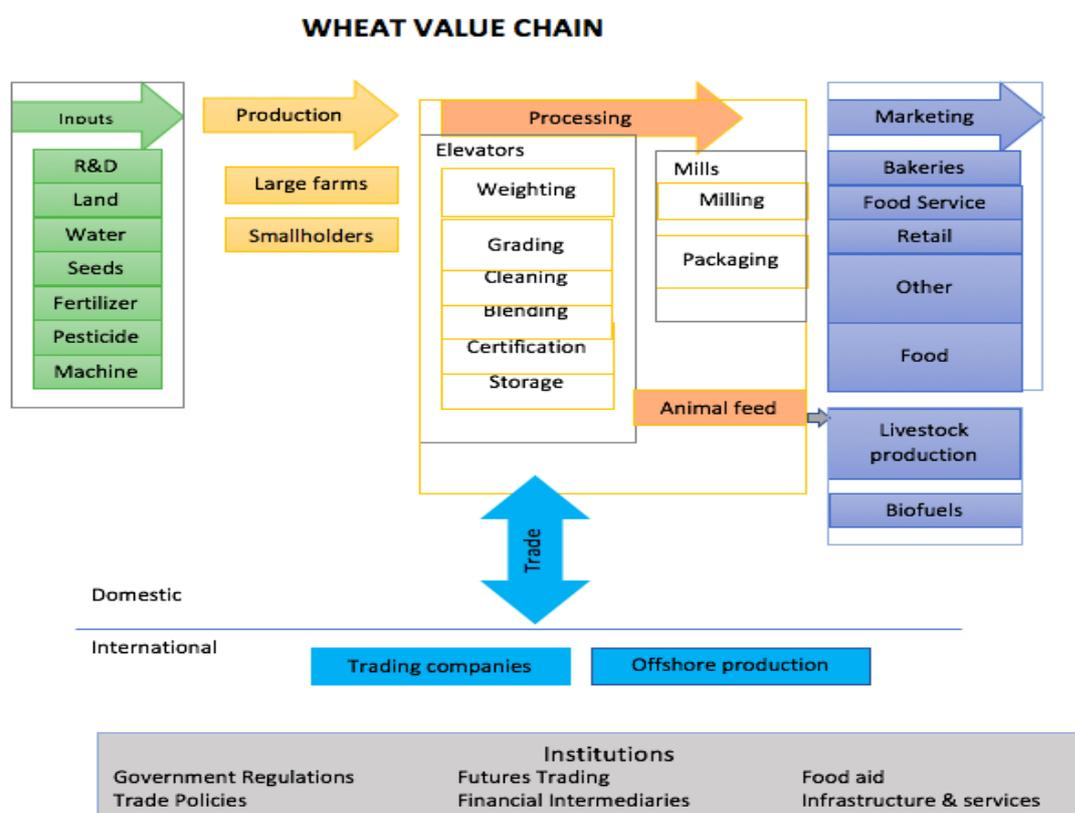 WHEAT VALUE CHAIN
Inputs
R&D
Land
Water
Seeds
Fertilizer
Pesticide
Machine
Production
Large farms
Smallholders
Processing
Elevators
Weighting
Grading
Cleaning
Blending
Certification
Storage
Mills
Milling
Packaging
Animal feed
Marketing
Bakeries
Food Service
Retail
Other
Food
Livestock
production
Biofuels
Trade
Domestic
International
Trading companies
Offshore production
Institutions
Government Regulations
Futures Trading
Food aid
Trade Policies
Financial Intermediaries
Infrastructure & services